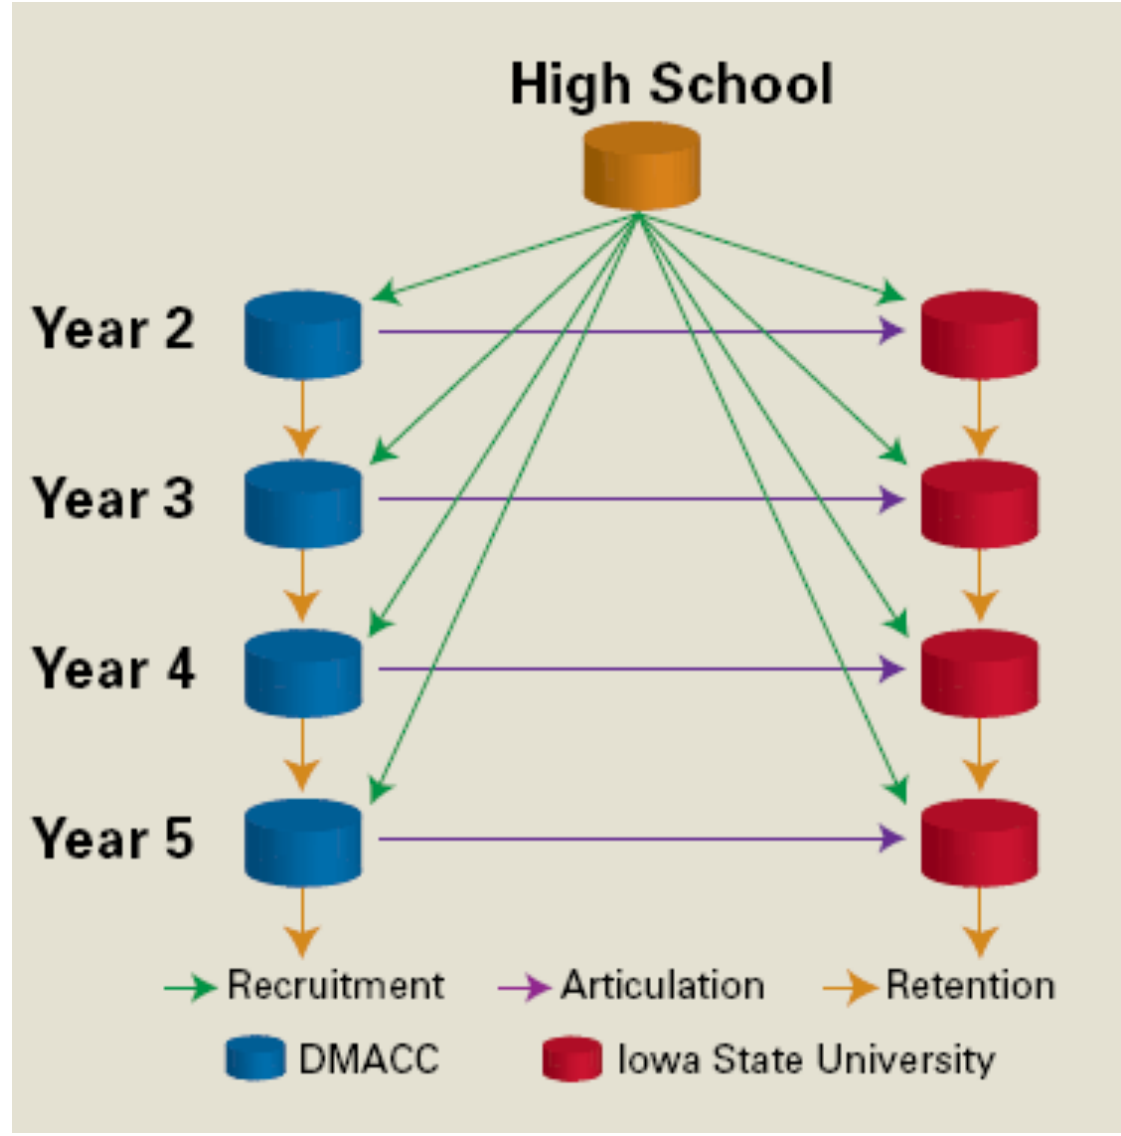 High School
Year 2
Year 3
Year 4
Year 5
Recruitment Articulation Retention
DMACC Iowa State University